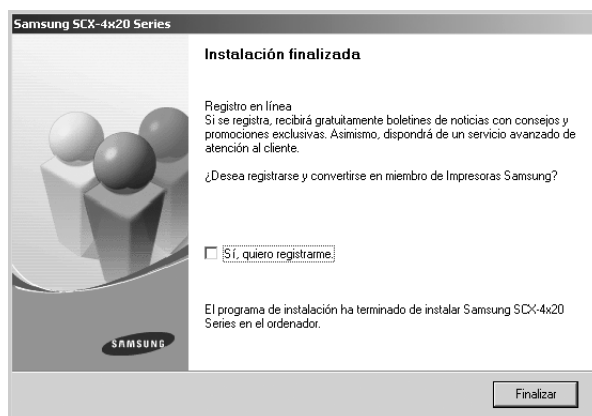 Samsung SCX-4x20 Series
Instalación finalizada
Registro en línea
Si se registra, recibirá gratuitamente boletines de noticias con consejos y
promociones exclusivas. Asimismo, dispondrá de un servicio avanzado de
atención al cliente.
¿Desea registrarse y convertirse en miembro de Impresoras Samsung?
Sí, quiero registrarme.
El programa de instalación ha terminado de instalar Samsung SCX-4x20
Series en el ordenador.
SAMSUNG
Finalizar